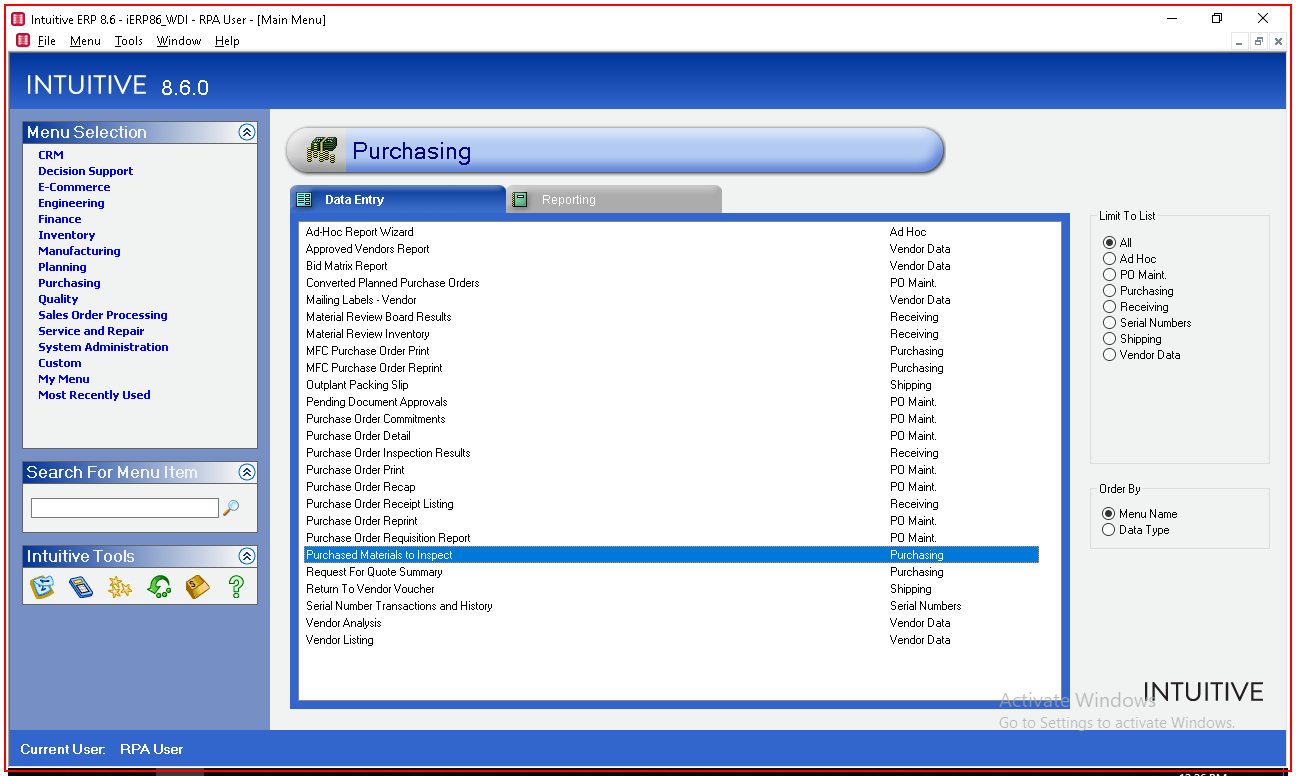 Intuitive ERP 8.6 - iERP86_WDI - RPA User - [Main Menu]
File Menu Tools Window Help
INTUITIVE 8.6.0
Menu Selection
CRM
Decision Support
E-Commerce
Engineering
Finance
Inventory
Manufacturing
Planning
Purchasing
Quality
Sales Order Processing
Service and Repair
System Administration
Custom
My Menu
Most Recently Used
Search For Menu Item
Intuitive Tools
Purchasing
Data Entry Reporting
Ad-Hoc Report Wizard Ad Hoc
Approved Vendors Report Vendor Data
Bid Matrix Report Vendor Data
Converted Planned Purchase Orders PO Maint.
Mailing Labels - Vendor Vendor Data
Material Review Board Results Receiving
Material Review Inventory Receiving
MFC Purchase Order Print Purchasing
MFC Purchase Order Reprint Purchasing
Outplant Packing Slip Shipping
Pending Document Approvals PO Maint.
Purchase Order Commitments PO Maint.
Purchase Order Detail PO Maint.
Purchase Order Inspection Results Receiving
Purchase Order Print PO Maint.
Purchase Order Recap PO Maint.
Purchase Order Receipt Listing Receiving
Purchase Order Reprint PO Maint.
Purchase Order Requisition Report PO Maint.
Purchased Materials to Inspect Purchasing
Request For Quote Summary Purchasing
Return To Vendor Voucher Shipping
Serial Number Transactions and History Serial Numbers
Vendor Analysis Vendor Data
Vendor Listing Vendor Data
Limit To List
All
Ad Hoc
PO Maint.
Purchasing
Receiving
Serial Numbers
Shipping
Vendor Data
Order By
Menu Name
Data Type
INTUITIVE
Activate Windows
Go to Settings to activate Windows.
Current User: RPA User